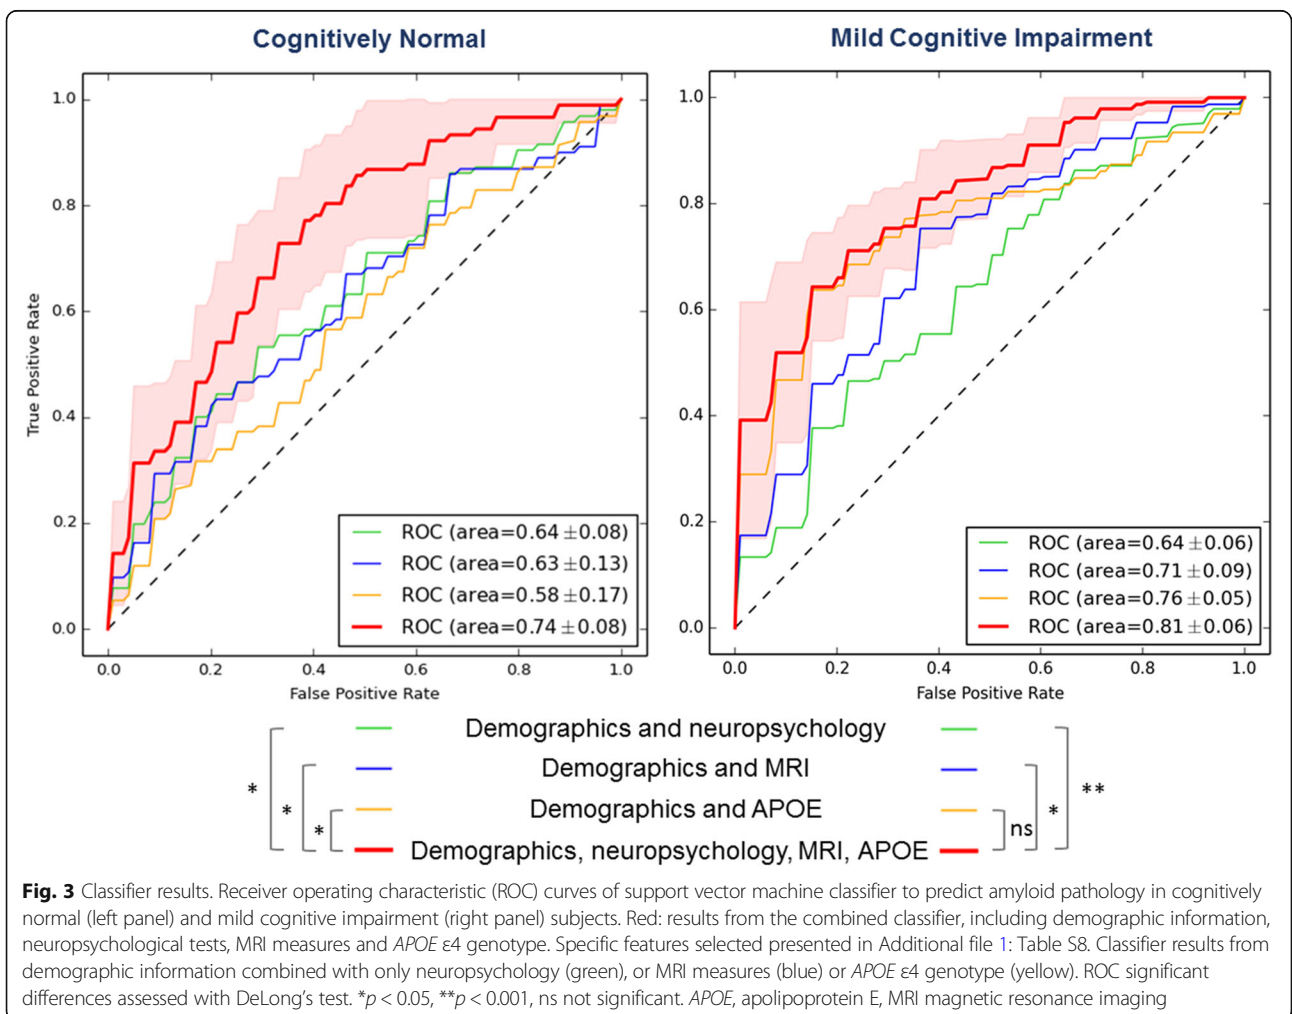 Cognitively Normal
1.0
0.8
0.6
0.4
0.2
0.0
True Positive Rate
0.0 0.2 0.4 0.6 0.8 1.0
False Positive Rate
ROC (area=0.64±0.08)
ROC (area=0.63±0.13)
ROC (area=0.58±0.17)
ROC (area=0.74±0.08)
Mild Cognitive Impairment
1.0
0.8
0.6
0.4
0.2
0.0
0.0 0.2 0.4 0.6 0.8 1.0
False Positive Rate
ROC (area=0.64±0.06)
ROC (area=0.71±0.09)
ROC (area=0.76±0.05)
ROC (area=0.81±0.06)
Demographics and neuropsychology
Demographics and MRI
* **
Demographics and APOE
* *
* ns
Demographics, neuropsychology, MRI, APOE
Fig. 3 Classifier results. Receiver operating characteristic (ROC) curves of support vector machine classifier to predict amyloid pathology in cognitively
normal (left panel) and mild cognitive impairment (right panel) subjects. Red: results from the combined classifier, including demographic information,
neuropsychological tests, MRI measures and APOE ε4 genotype. Specific features selected presented in Additional file 1: Table S8. Classifier results from
demographic information combined with only neuropsychology (green), or MRI measures (blue) or APOE ε4 genotype (yellow). ROC significant
differences assessed with DeLong's test. *p < 0.05, **p < 0.001, ns not significant. APOE, apolipoprotein E, MRI magnetic resonance imaging